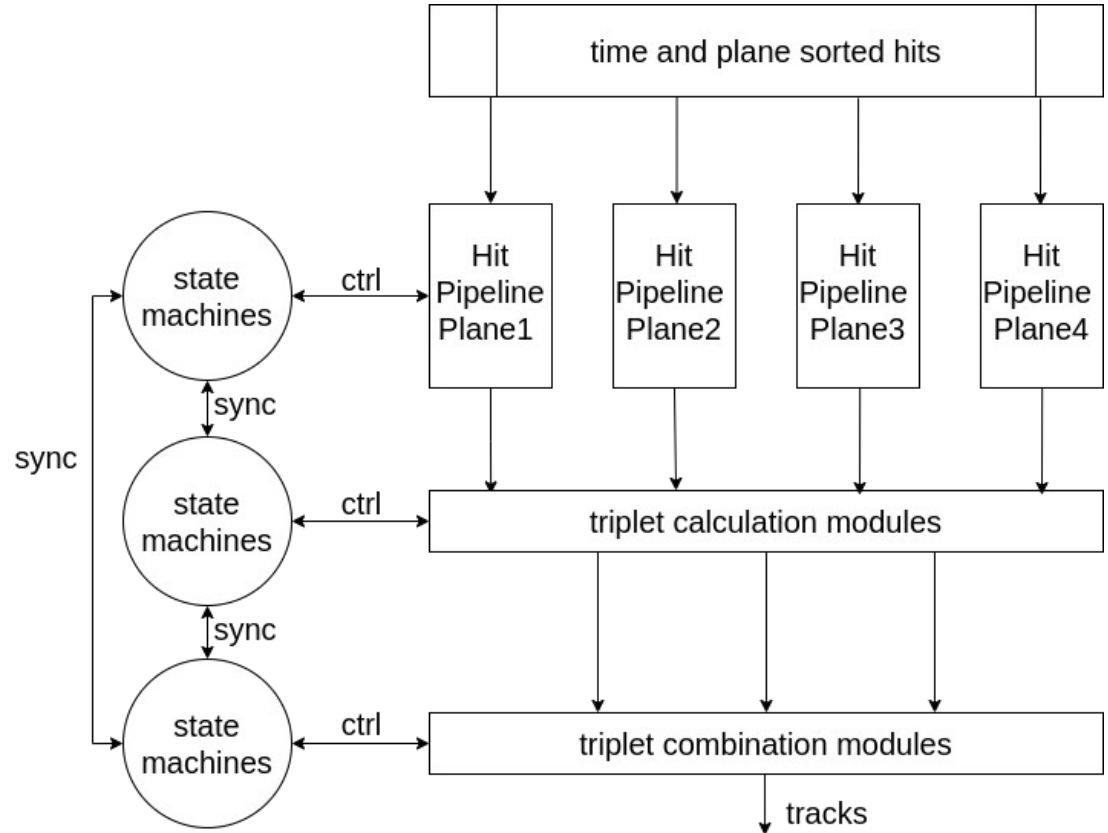 time and plane sorted hits
Hit
Pipeline
Plane1
Hit
Pipeline
Plane2
Hit
Pipeline
Plane3
Hit
Pipeline
Plane4
state
machines
ctrl
sync
sync
state
machines
ctrl
triplet calculation modules
sync
state
machines
ctrl
triplet combination modules
tracks